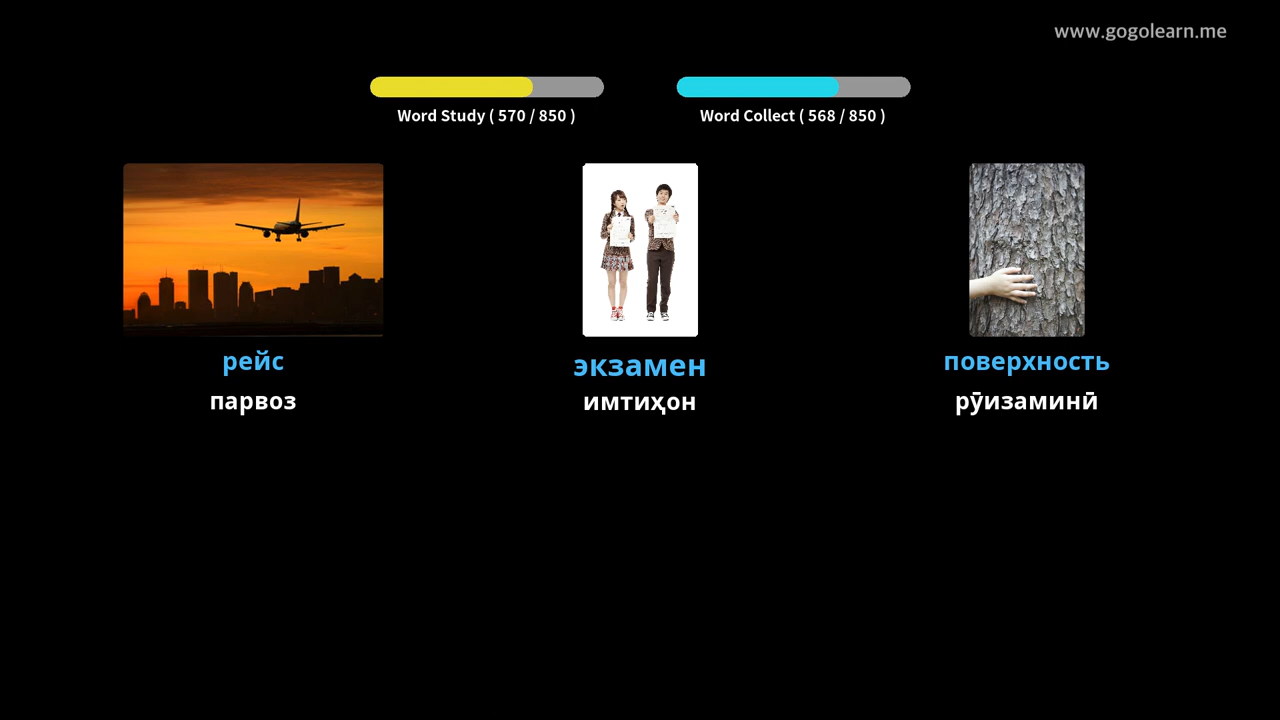 www.gogolearn.me
Word Study ( 570 / 850 )
Word Collect ( 568 / 850 )
рейс
экзамен
поверхность
парвоз
имтиҳон
рӯизаминӣ